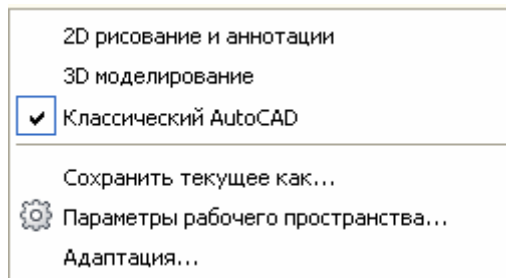 2D рисование и аннотации
3D моделирование
Классический AutoCAD
Сохранить текущее как...
Параметры рабочего пространства...
Адаптация...